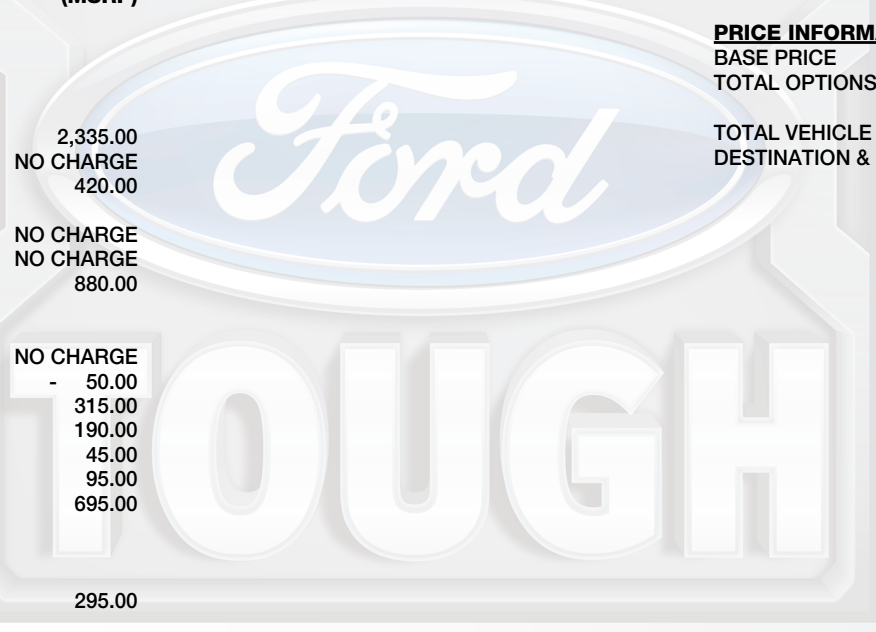 (MSRP)
2,335.00
NO CHARGE
420.00
NO CHARGE
NO CHARGE
880.00
NO CHARGE
- 50.00
315.00
190.00
45.00
95.00
695.00
295.00
PRICE INFORMA
BASE PRICE
TOTAL OPTIONS
TOTAL VEHICLE
DESTINATION &
Ford
TOUGH